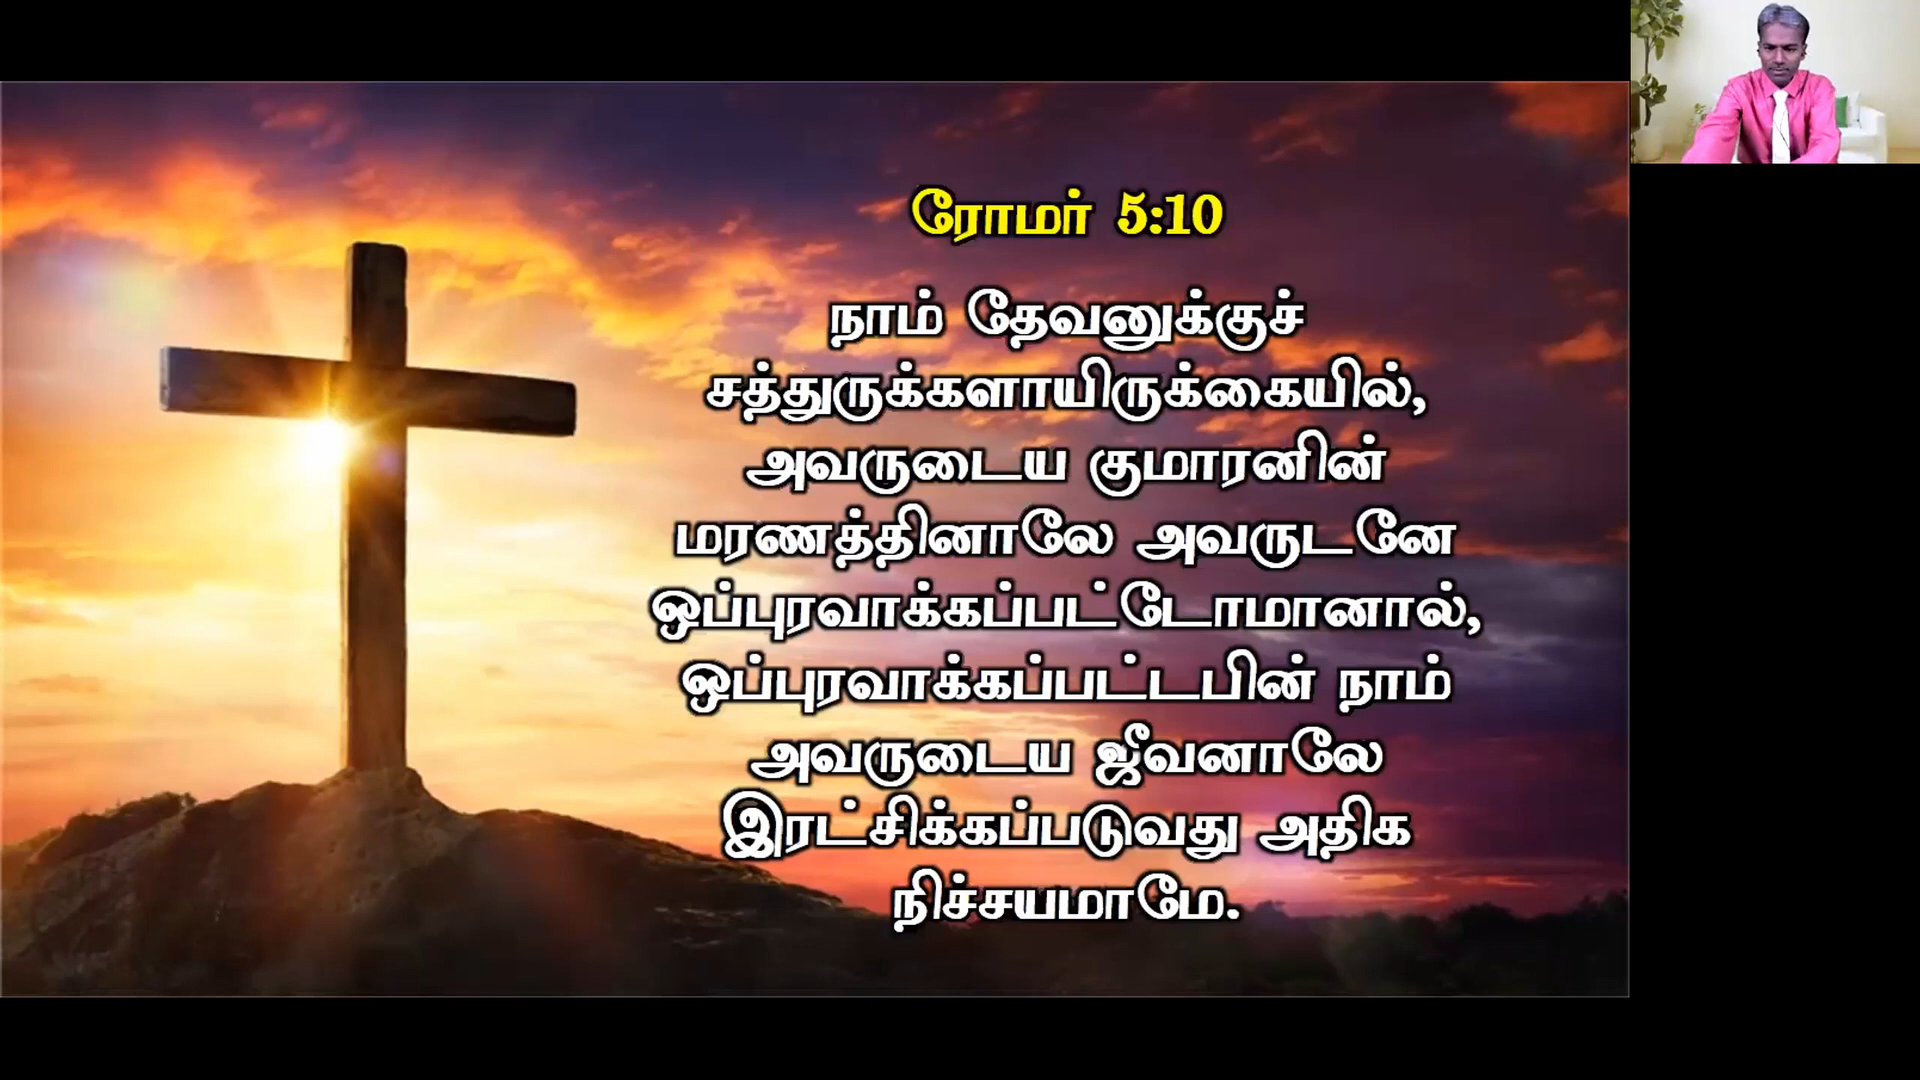 ரோமர் 5:10
நாம் தேவனுக்குச்
சத்துருக்களாயிருக்கையில்,
அவருடைய குமாரனின்
மரணத்தினாலே அவருடனே
ஒப்புரவாக்கப்பட்டோமானால்,
ஒப்புரவாக்கப்பட்டபின் நாம்
அவருடைய ஜீவனாலே
இரட்சிக்கப்படுவது அதிக
நிச்சயமாமே.